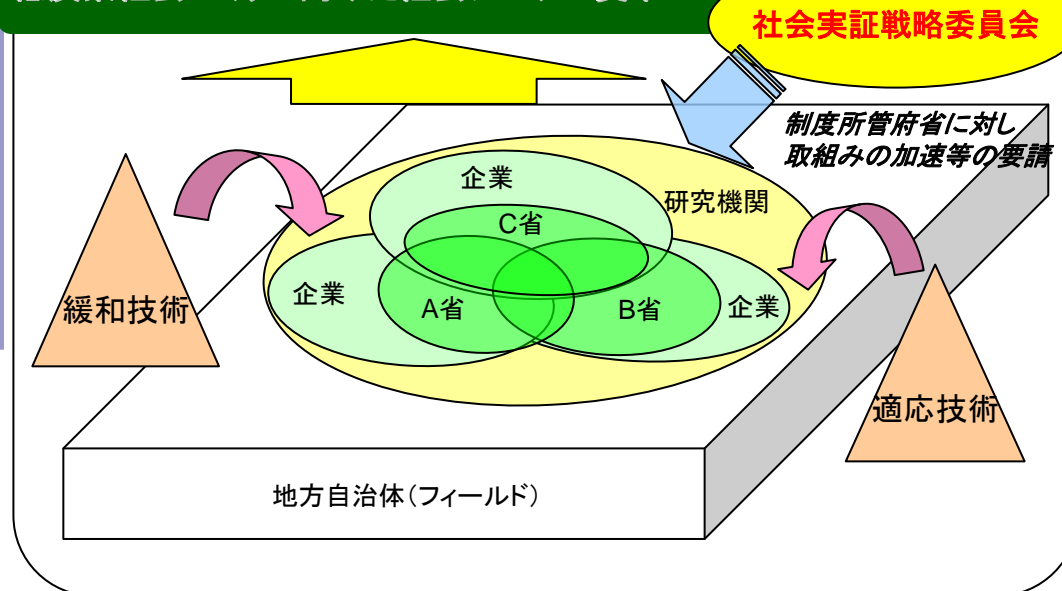 社会実証戦略委員会
制度所管府省に対し
取組みの加速等の要請
企業
研究機関
C省
企業
A省
B省
企業
緩和技術
適応技術
地方自治体(フィールド)